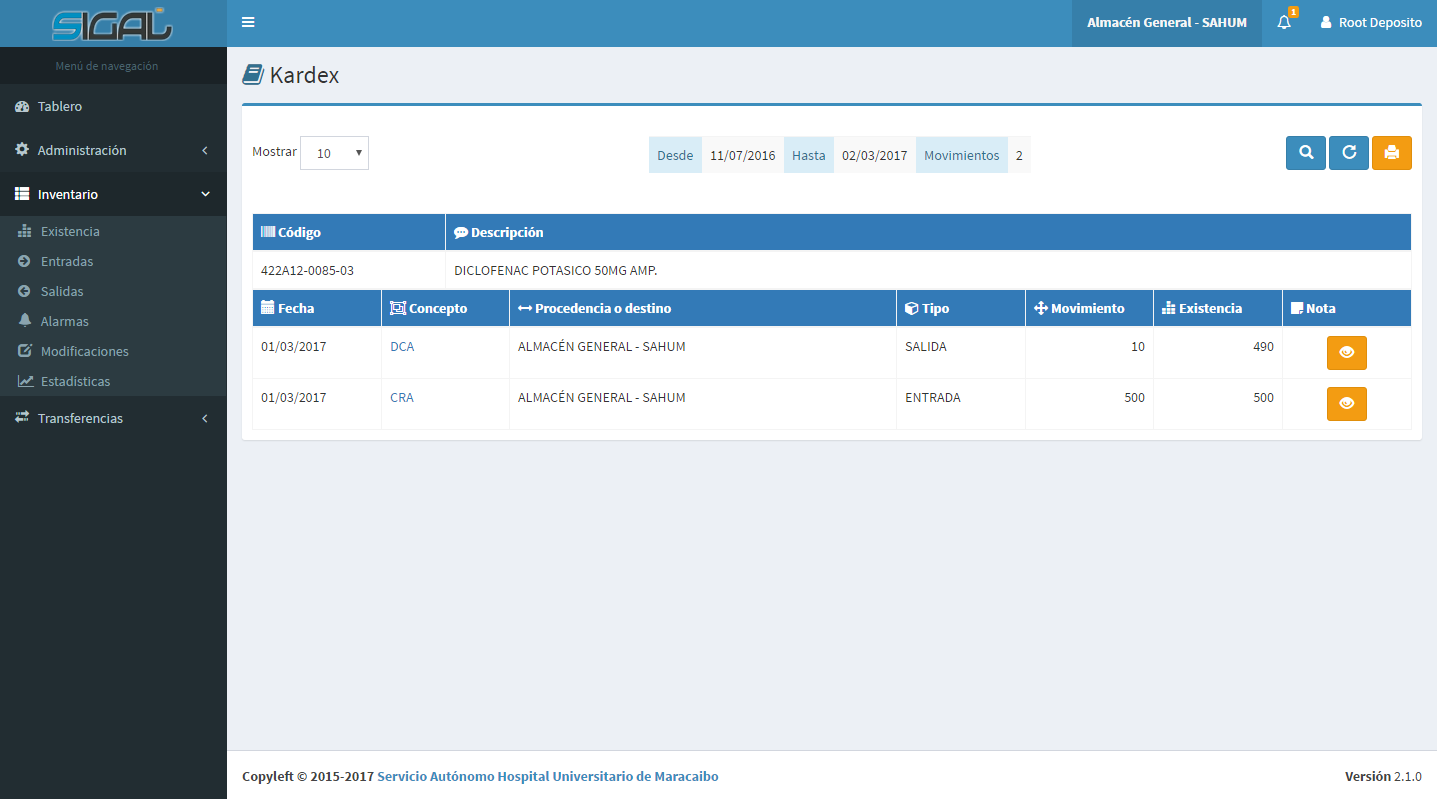 SIGAL
Almacén General - SAHUM
1
Root Deposito
Menú de navegación
Tablero
Administración
Inventario
Existencia
Entradas
Salidas
Alarmas
Modificaciones
Estadísticas
Transferencias
Kardex
Mostrar 10
Desde 11/07/2016 Hasta 02/03/2017 Movimientos 2
Código Descripción
422A12-0085-03 DICLOFENAC POTASICO 50MG AMP.
Fecha Concepto Procedencia o destino Tipo Movimiento Existencia Nota
01/03/2017 DCA ALMACÉN GENERAL - SAHUM SALIDA 10 490
01/03/2017 CRA ALMACÉN GENERAL - SAHUM ENTRADA 500 500
Copyleft © 2015-2017 Servicio Autónomo Hospital Universitario de Maracaibo
Versión 2.1.0